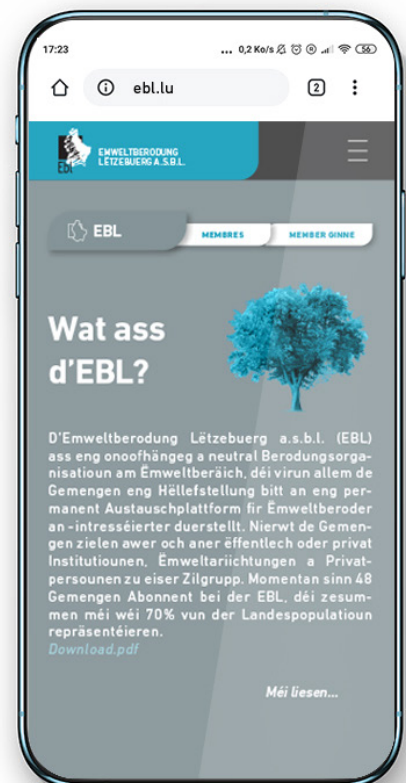 17:23 ... 0,2 Ko/s 56
ebl.lu 2
EBL
EMWELTBERODUNG
LËTZEBUERG A.S.B.L.
EBL MEMBRES MEMBER GINNE
Wat ass
d'EBL?
D'Emweltberodung Lëtzebuerg a.s.b.l. (EBL)
ass eng onoofhängeg a neutral Berodungsorga-
nisatioun am Ëmweltberäich, déi virun allem de
Gemengen eng Hëllefstellung bitt an eng per-
manent Austauschplattform fir Ëmweltberoder
an -intresséierter duerstellt. Nierwt de Gemen-
gen zielen awer och aner ëffentlech oder privat
Institutiounen, Ëmweltariichtungen a Privat-
persounen zu eiser Zilgrupp. Momentan sinn 48
Gemengen Abonnent bei der EBL, déi zesum-
men méi wéi 70% vun der Landespopulatioun
repräsentéieren.
Download.pdf
Méi liesen...